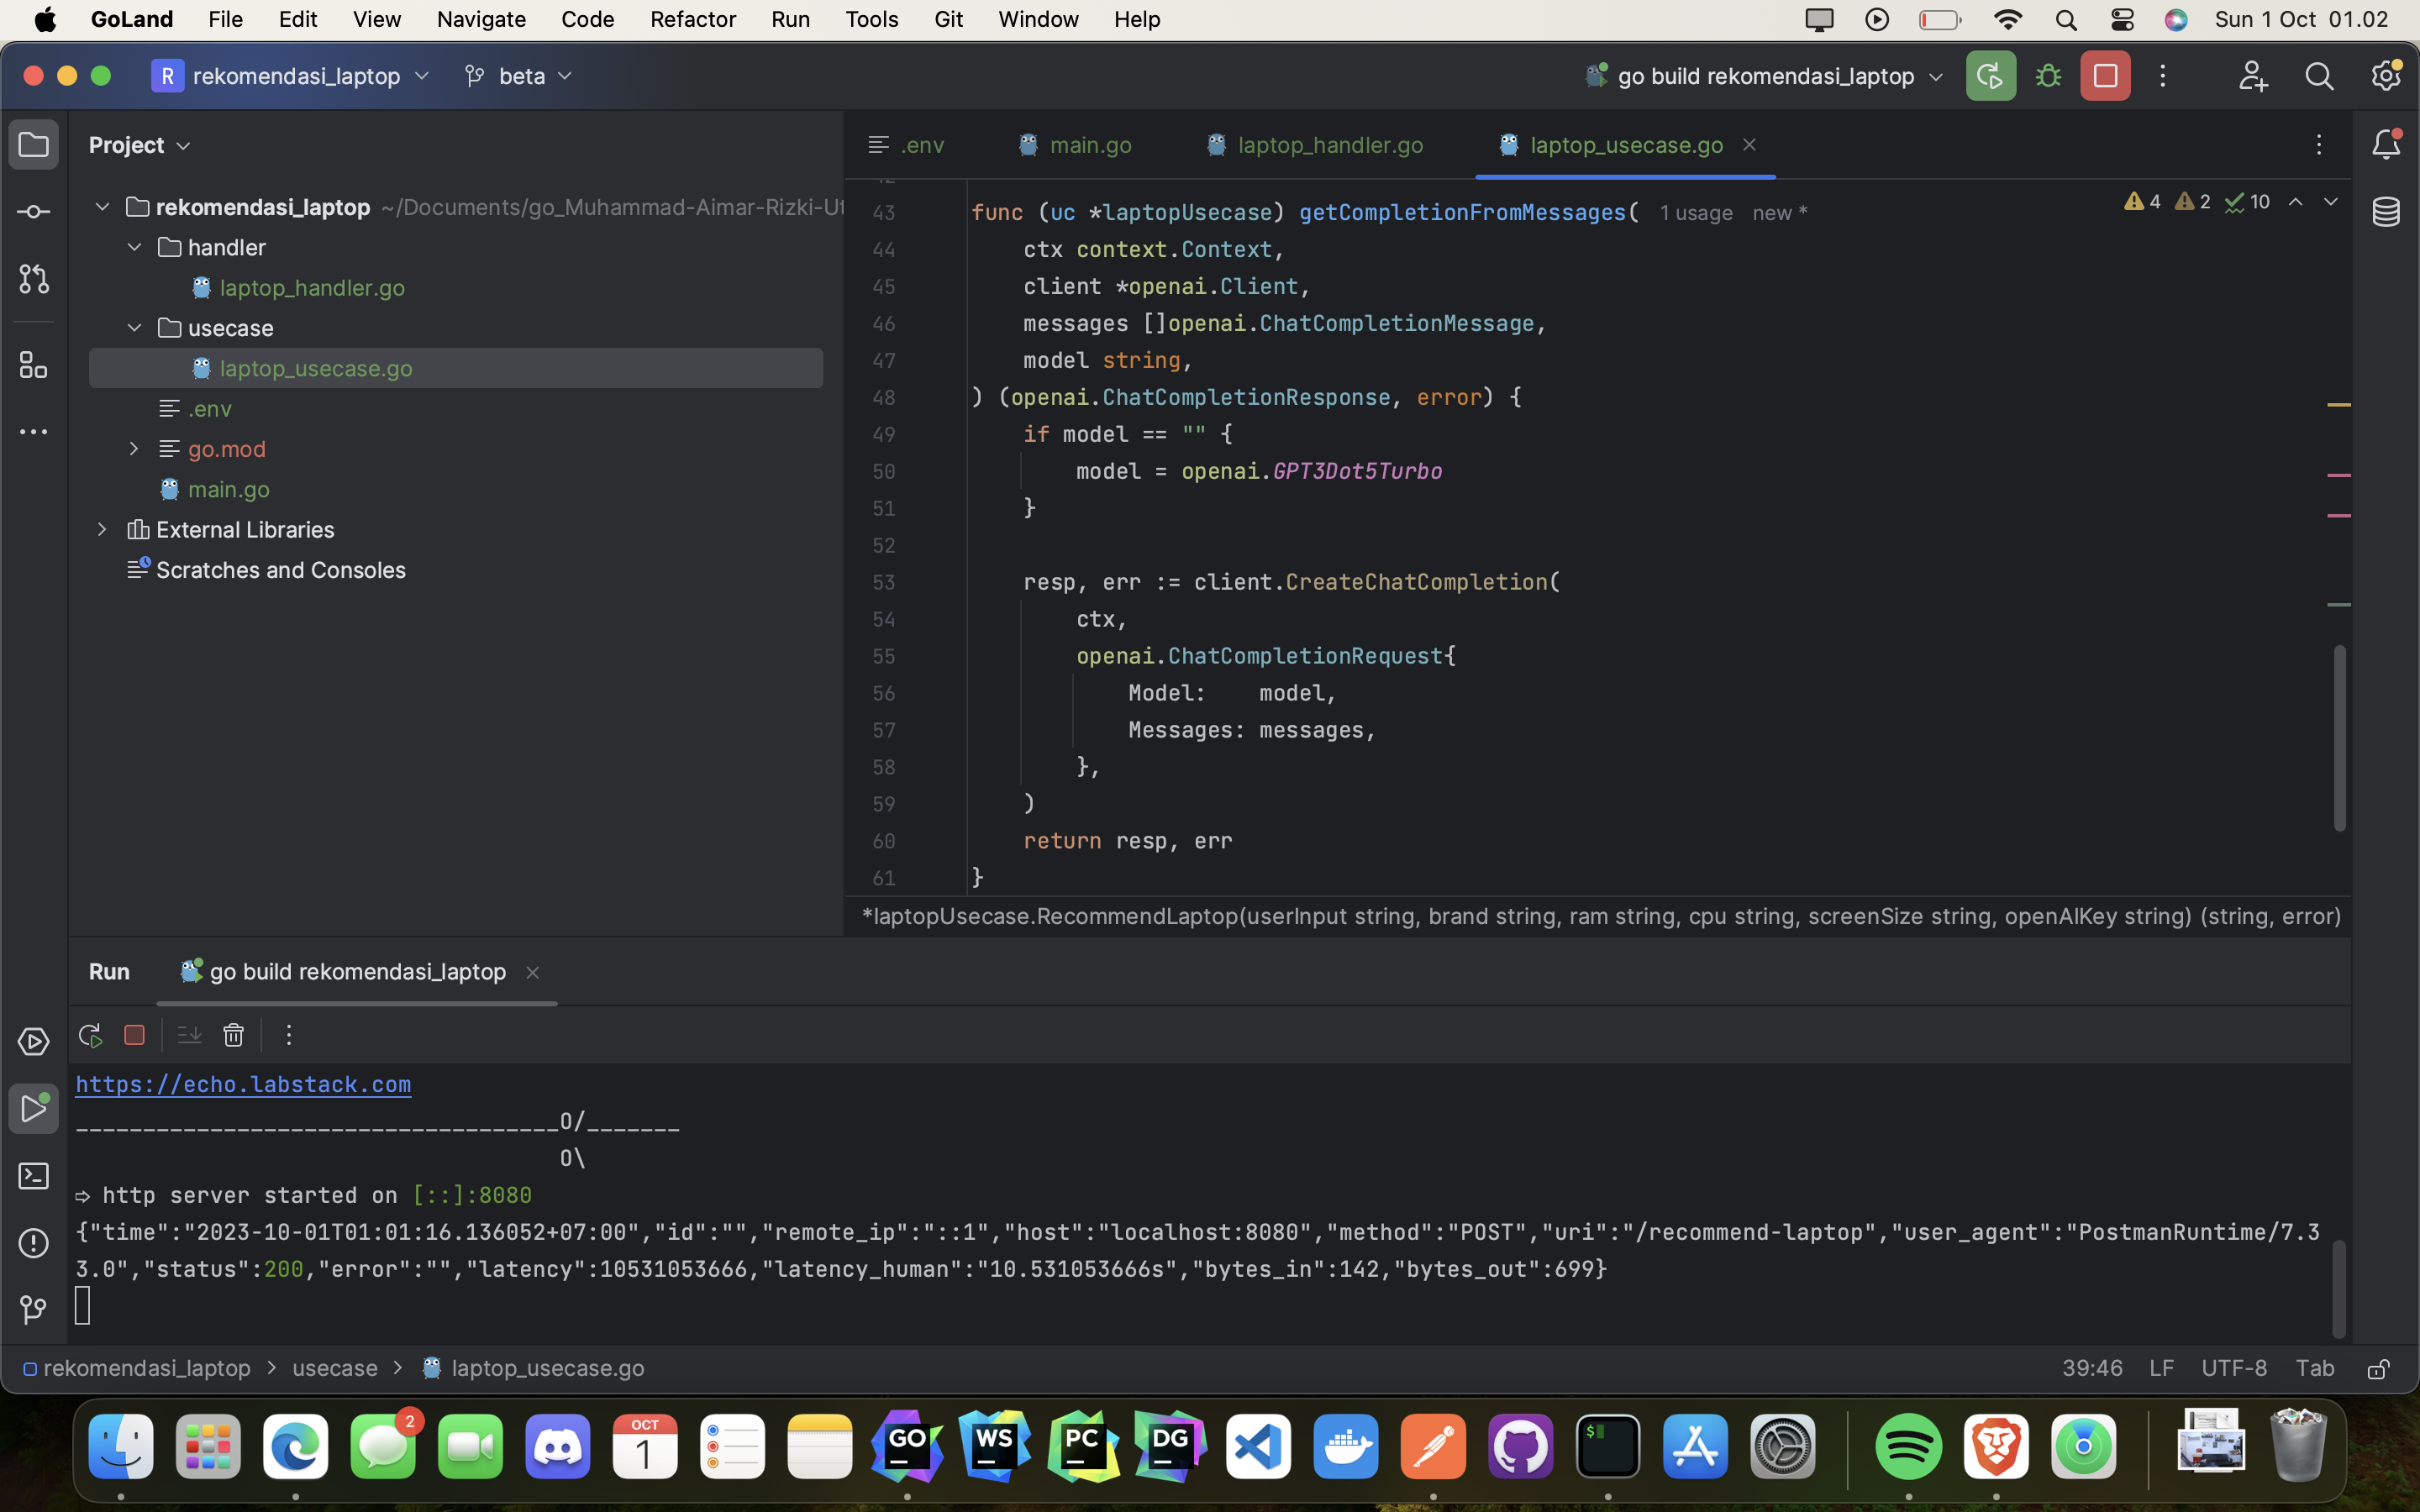 GoLand File Edit View Navigate Code Refactor Run Tools Git Window Help Sun 1 Oct 01.02
R rekomendasi_laptop beta go build rekomendasi_laptop
Project
.env main.go laptop_handler.go laptop_usecase.go
rekomendasi_laptop ~/Documents/go_Muhammad-Aimar-Rizki-Ut
handler
laptop_handler.go
usecase
laptop_usecase.go
.env
go.mod
main.go
External Libraries
Scratches and Consoles
4 2 10
43 func (uc *laptopUsecase) getCompletionFromMessages( 1 usage new *
44 ctx context.Context,
45 client *openai.Client,
46 messages []openai.ChatCompletionMessage,
47 model string,
48 ) (openai.ChatCompletionResponse, error) {
49 if model == "" {
50 model = openai.GPT3Dot5Turbo
51 }
52
53 resp, err := client.CreateChatCompletion(
54 ctx,
55 openai.ChatCompletionRequest{
56 Model: model,
57 Messages: messages,
58 },
59 )
60 return resp, err
61 }
*laptopUsecase.RecommendLaptop(userInput string, brand string, ram string, cpu string, screenSize string, openAIKey string) (string, error)
Run go build rekomendasi_laptop
https://echo.labstack.com
____________________________________O/_______
O\
⇨ http server started on [::]:8080
{"time":"2023-10-01T01:01:16.136052+07:00","id":"","remote_ip":"::1","host":"localhost:8080","method":"POST","uri":"/recommend-laptop","user_agent":"PostmanRuntime/7.3
3.0","status":200,"error":"","latency":10531053666,"latency_human":"10.531053666s","bytes_in":142,"bytes_out":699}
rekomendasi_laptop > usecase > laptop_usecase.go 39:46 LF UTF-8 Tab
2 OCT 1 GO WS PC DG $